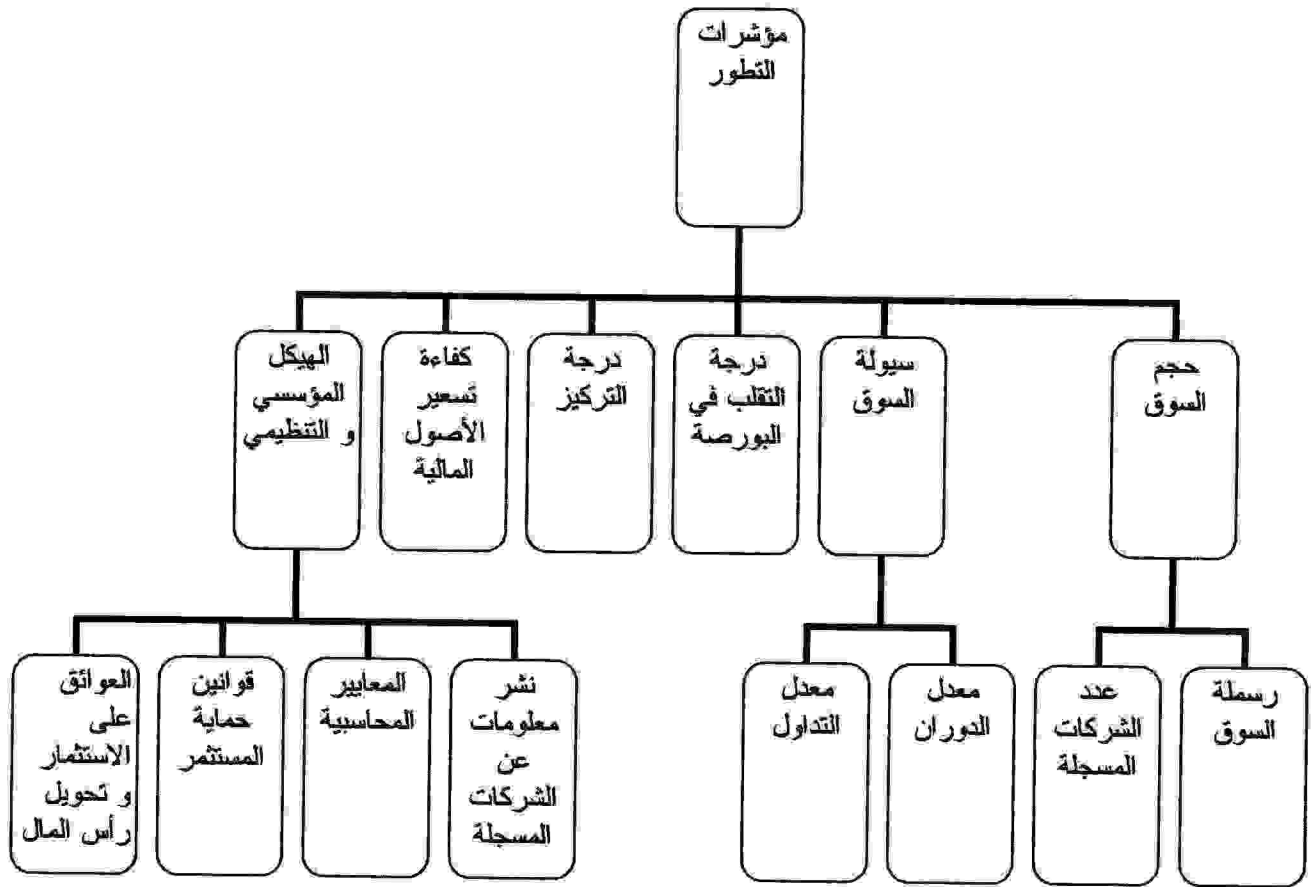 مؤشرات
التطور
حجم
السوق
سيولة
السوق
درجة
التقلب في
البورصة
درجة
التركيز
كفاءة
تسعير
الأصول
المالية
الهيكل
المؤسسي
و التنظيمي
رسملة
السوق
عدد
الشركات
المسجلة
معدل
الدوران
معدل
التداول
نشر
معلومات
عن
الشركات
المسجلة
المعايير
المحاسبية
قوانين
حماية
المستثمر
العوائق
على
الاستثمار
و تحويل
رأس المال